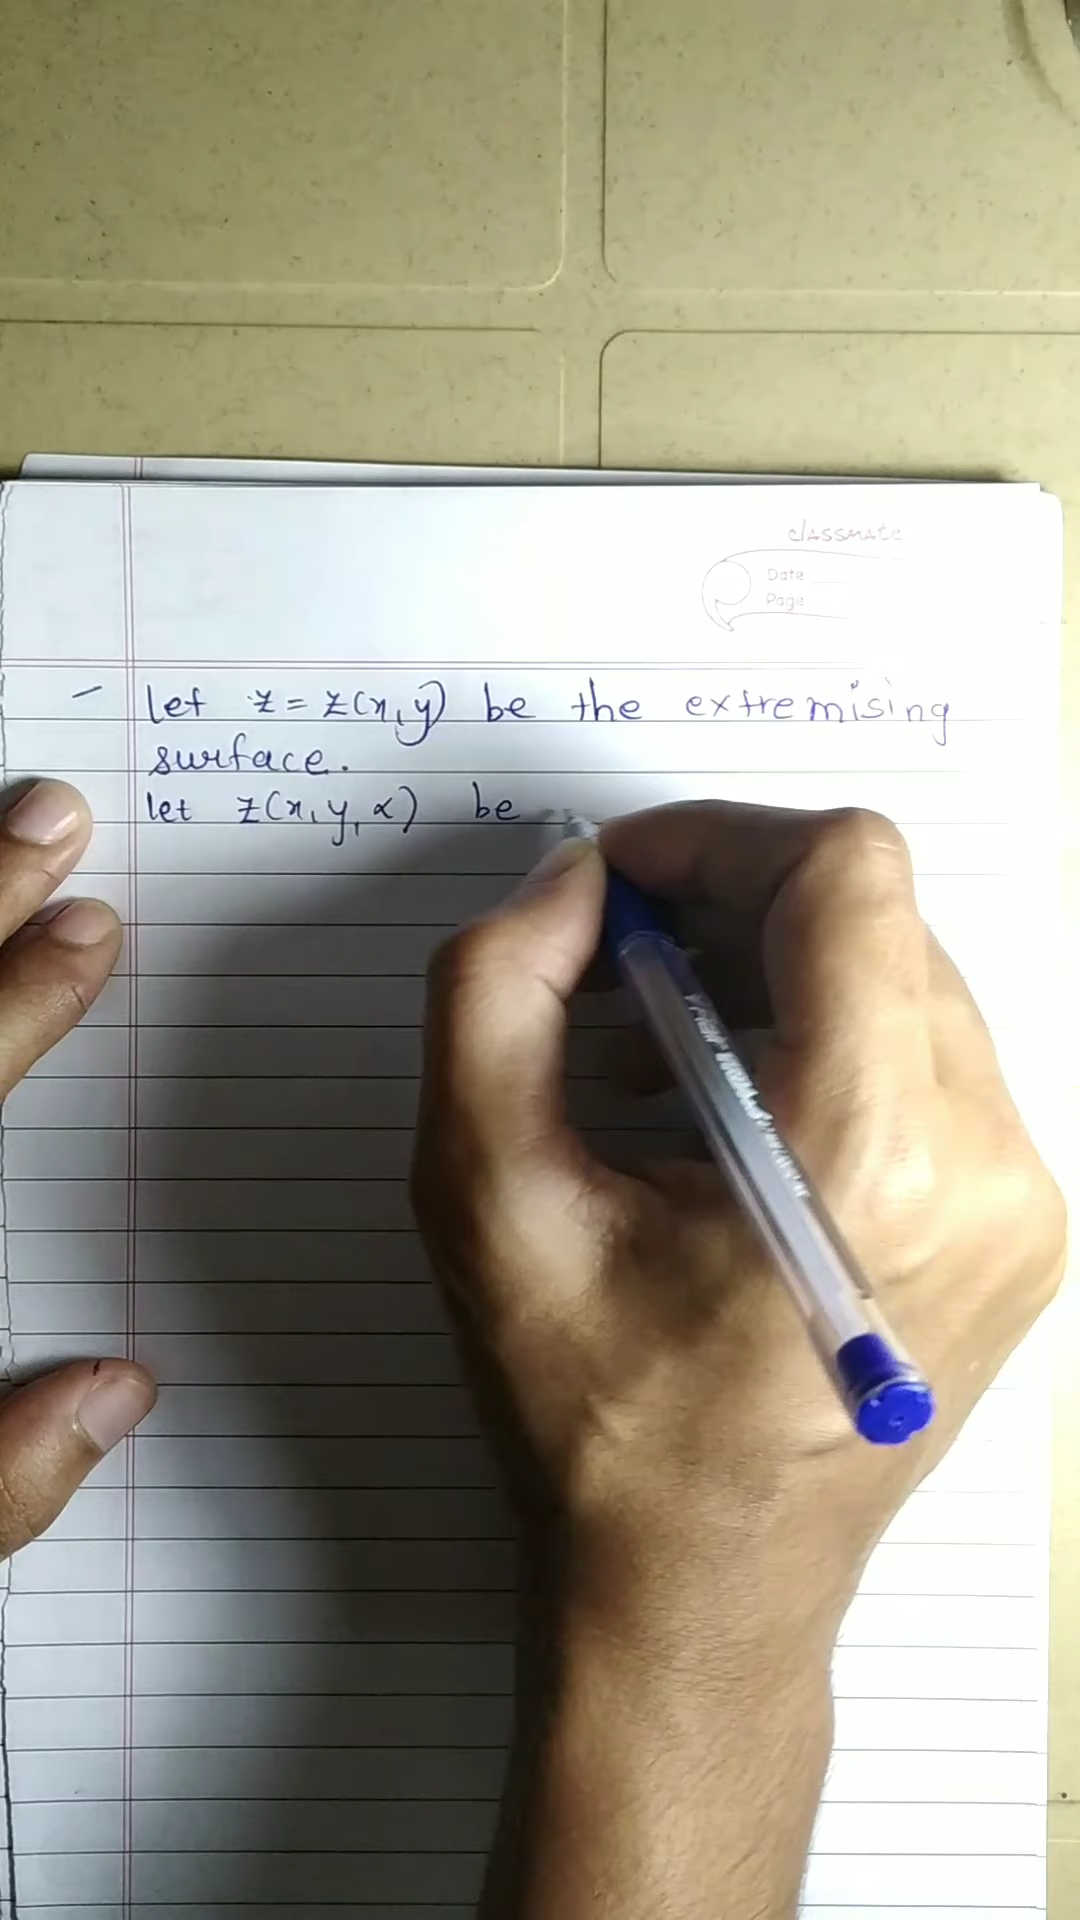 classmate
Date
Page
– let z = z(x,y) be the extremising
surface.
let z(x,y,α) be